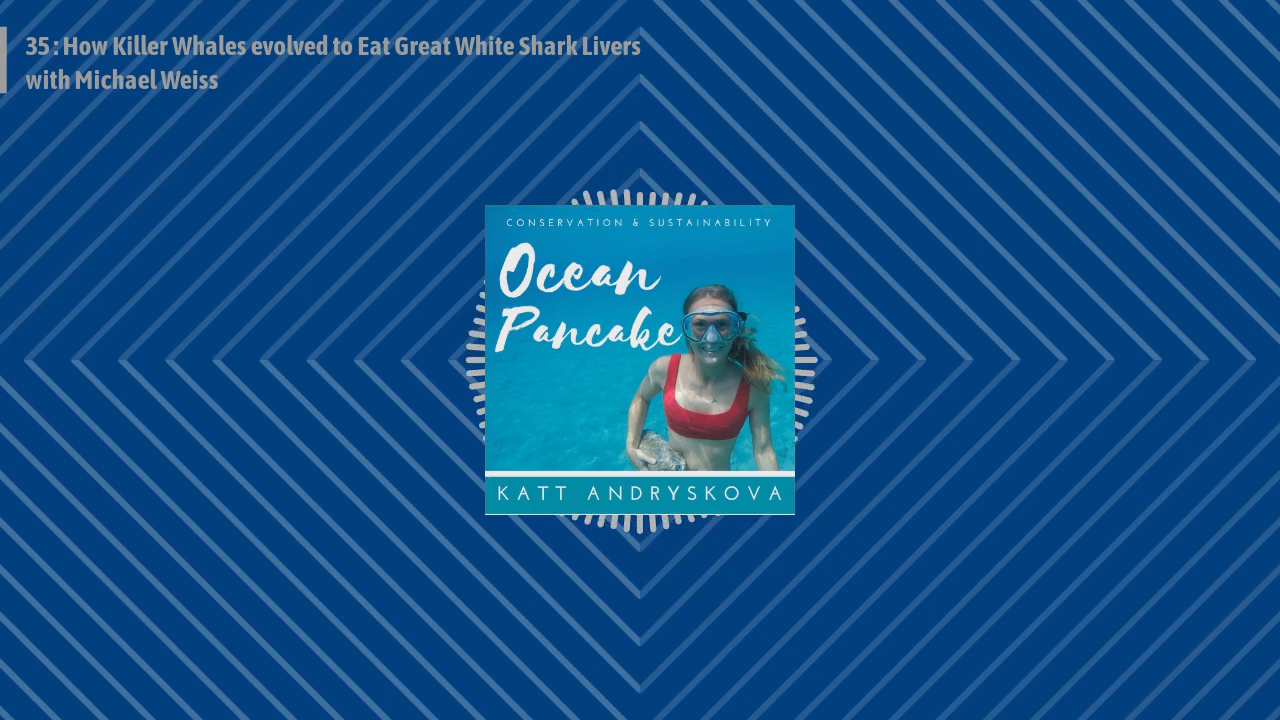 35 : How Killer Whales evolved to Eat Great White Shark Livers
with Michael Weiss
CONSERVATION & SUSTAINABILITY
Ocean
Pancake
KATT ANDRYSKOVA